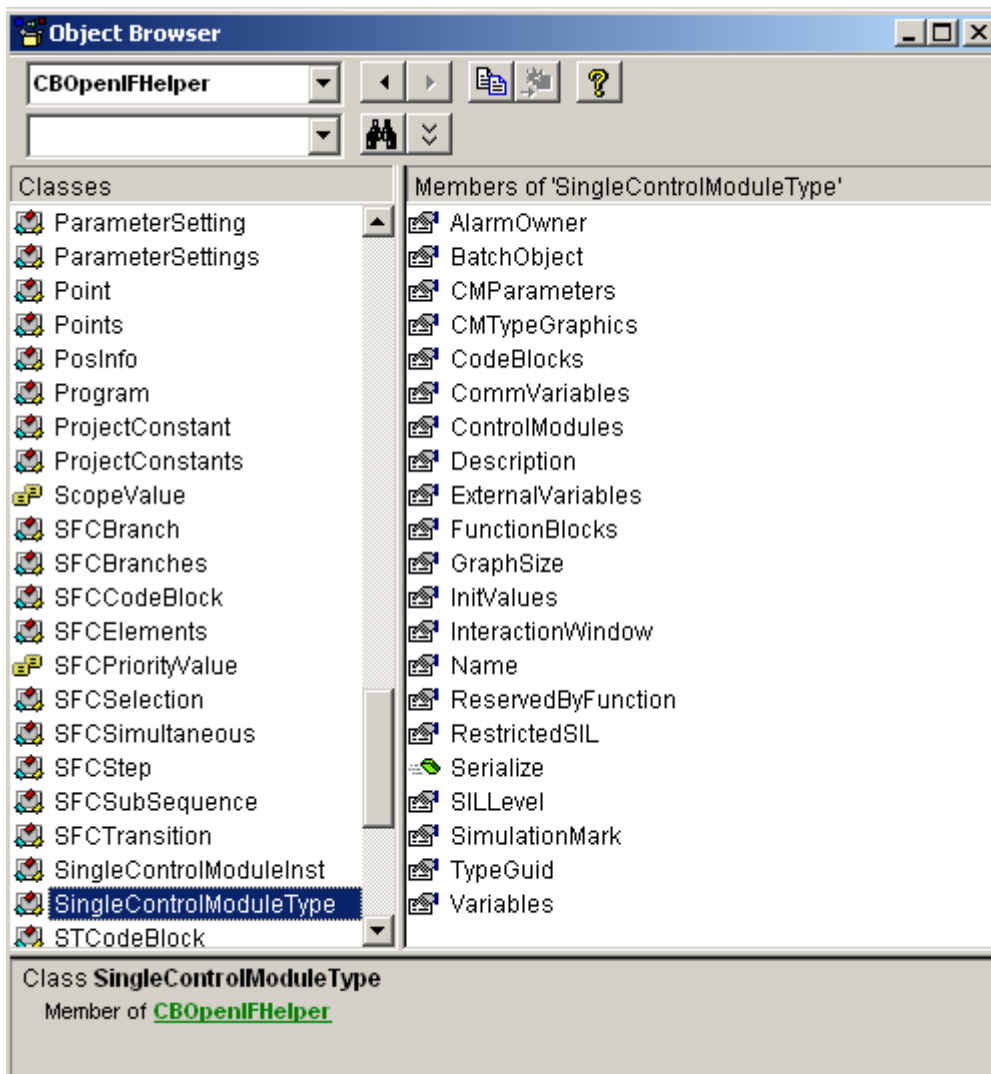 Object Browser
CBOpenIFHelper
Classes
ParameterSetting
ParameterSettings
Point
Points
PosInfo
Program
ProjectConstant
ProjectConstants
ScopeValue
SFCBranch
SFCBranches
SFCCodeBlock
SFCElements
SFCPriorityValue
SFCSelection
SFCSimultaneous
SFCStep
SFCSubSequence
SFCTransition
SingleControlModuleInst
SingleControlModuleType
STCodeBlock
Members of 'SingleControlModuleType'
AlarmOwner
BatchObject
CMParameters
CMTypeGraphics
CodeBlocks
CommVariables
ControlModules
Description
ExternalVariables
FunctionBlocks
GraphSize
InitValues
InteractionWindow
Name
ReservedByFunction
RestrictedSIL
Serialize
SILLevel
SimulationMark
TypeGuid
Variables
Class SingleControlModuleType
Member of CBOpenIFHelper